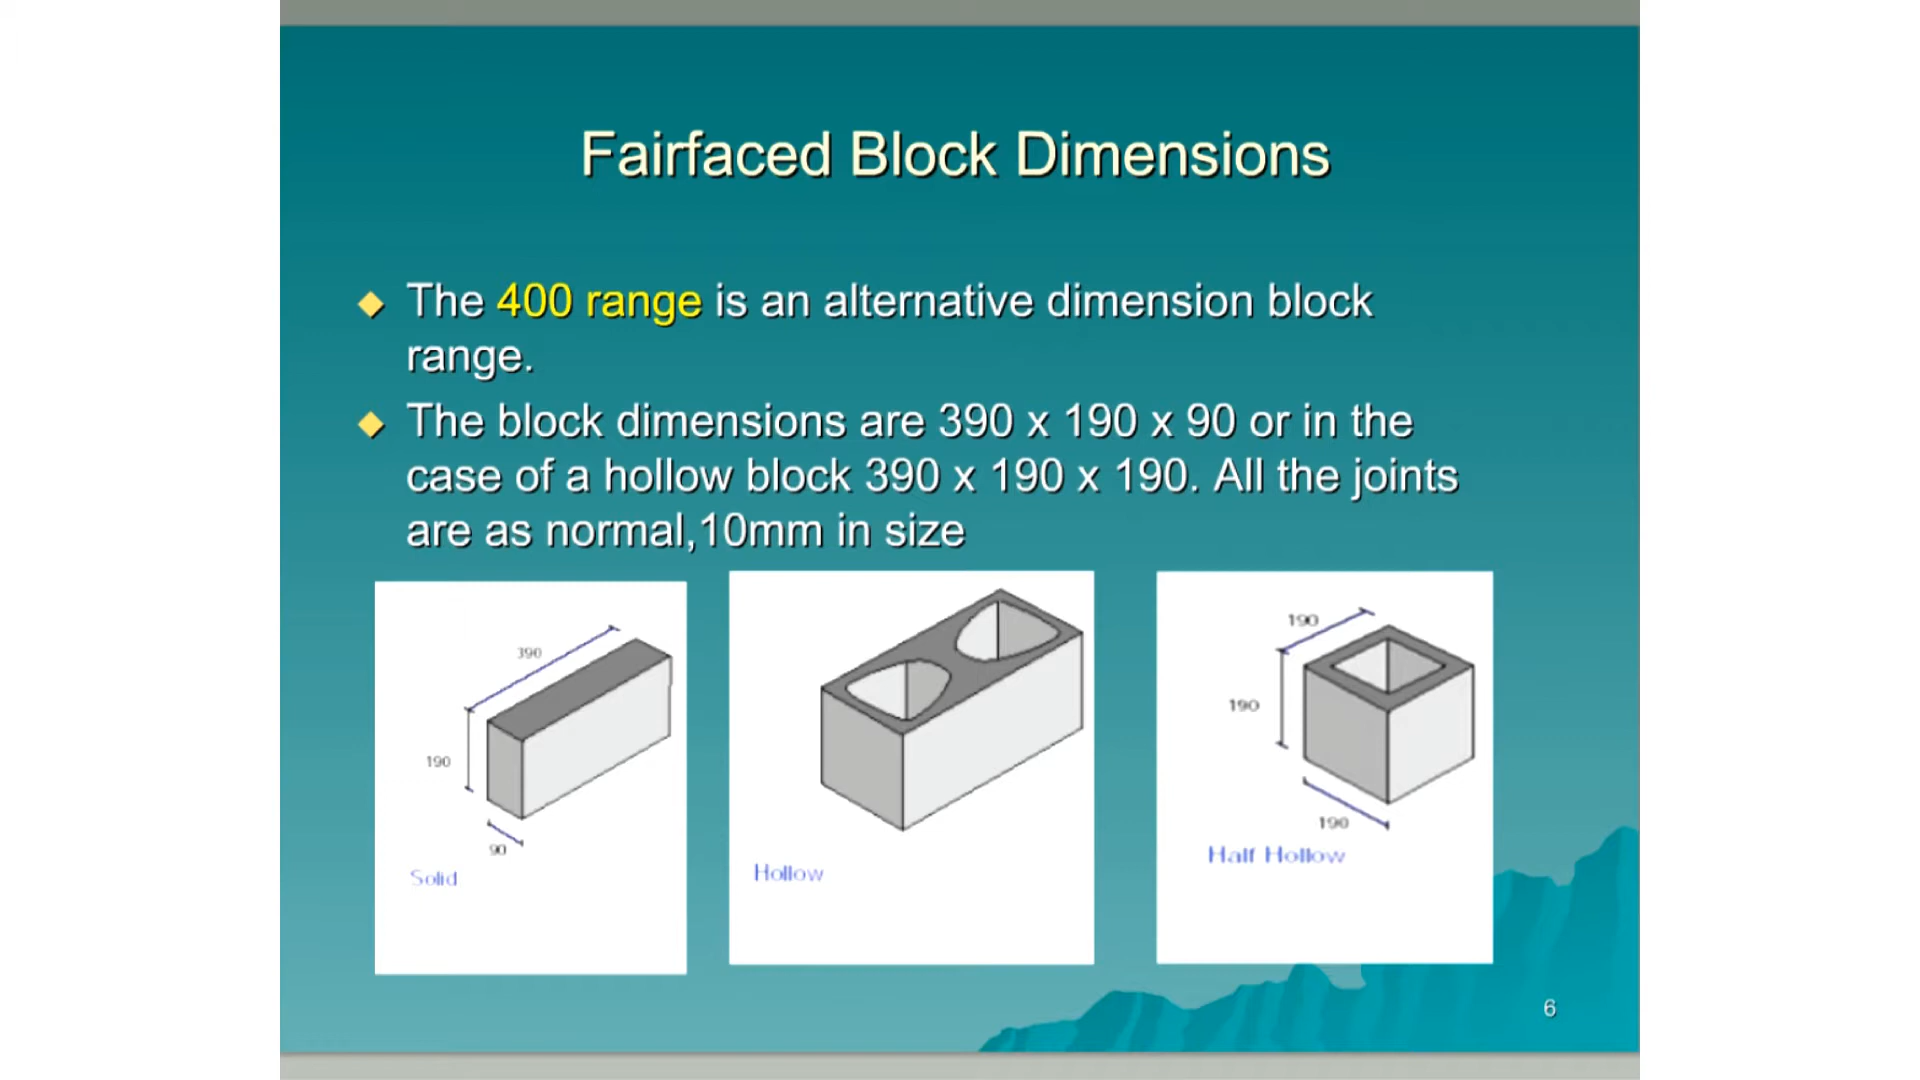 Fairfaced Block Dimensions
The 400 range is an alternative dimension block
range.
The block dimensions are 390 x 190 x 90 or in the
case of a hollow block 390 x 190 x 190. All the joints
are as normal,10mm in size
390
190
90
Solid
Hollow
190
190
190
Half Hollow
6